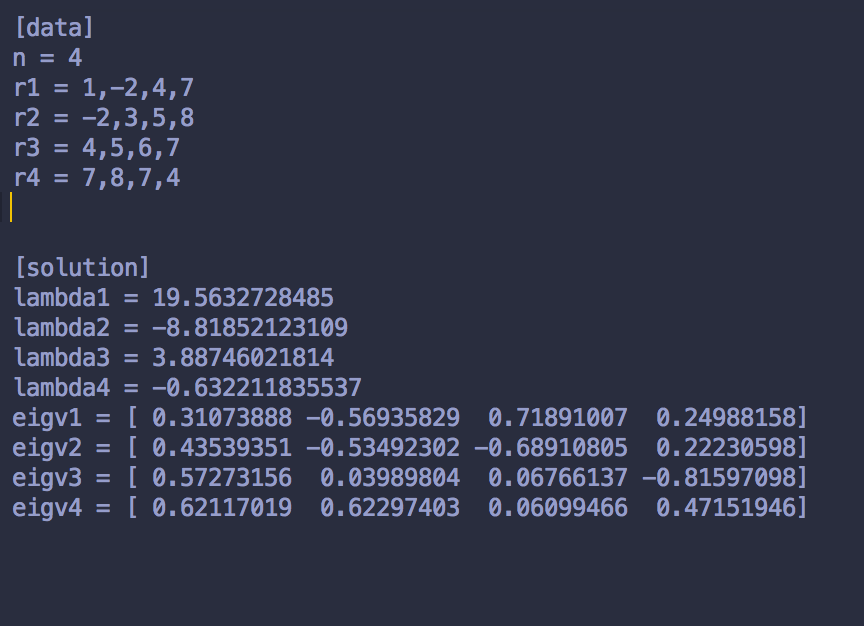 [data]
n = 4
r1 = 1,-2,4,7
r2 = -2,3,5,8
r3 = 4,5,6,7
r4 = 7,8,7,4
[solution]
lambda1 = 19.5632728485
lambda2 = -8.81852123109
lambda3 = 3.88746021814
lambda4 = -0.632211835537
eigv1 = [ 0.31073888 -0.56935829  0.71891007  0.24988158]
eigv2 = [ 0.43539351 -0.53492302 -0.68910805  0.22230598]
eigv3 = [ 0.57273156  0.03989804  0.06766137 -0.81597098]
eigv4 = [ 0.62117019  0.62297403  0.06099466  0.47151946]